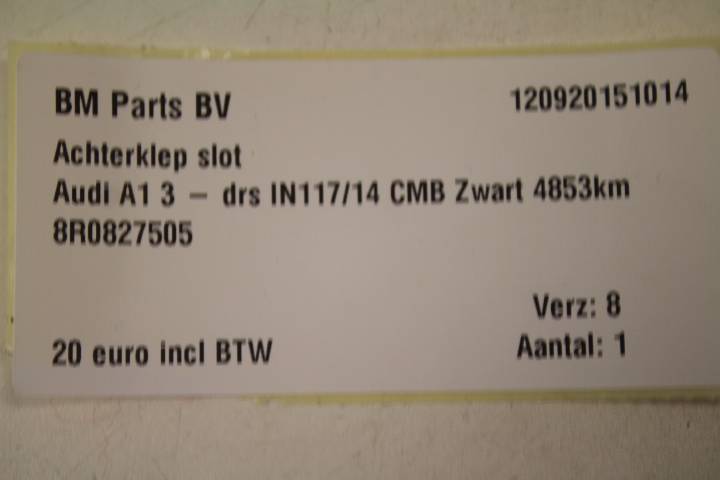 BM Parts BV 120920151014
Achterklep slot
Audi A1 3 - drs IN117/14 CMB Zwart 4853km
8R0827505
Verz: 8
20 euro incl BTW Aantal: 1